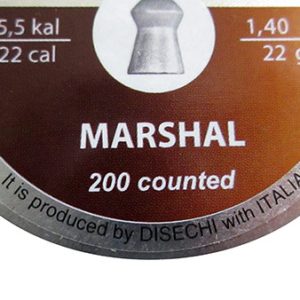 5,5 kal
22 cal
1,40
22 g
MARSHAL
200 counted
It is produced by DISECHI with ITALIA